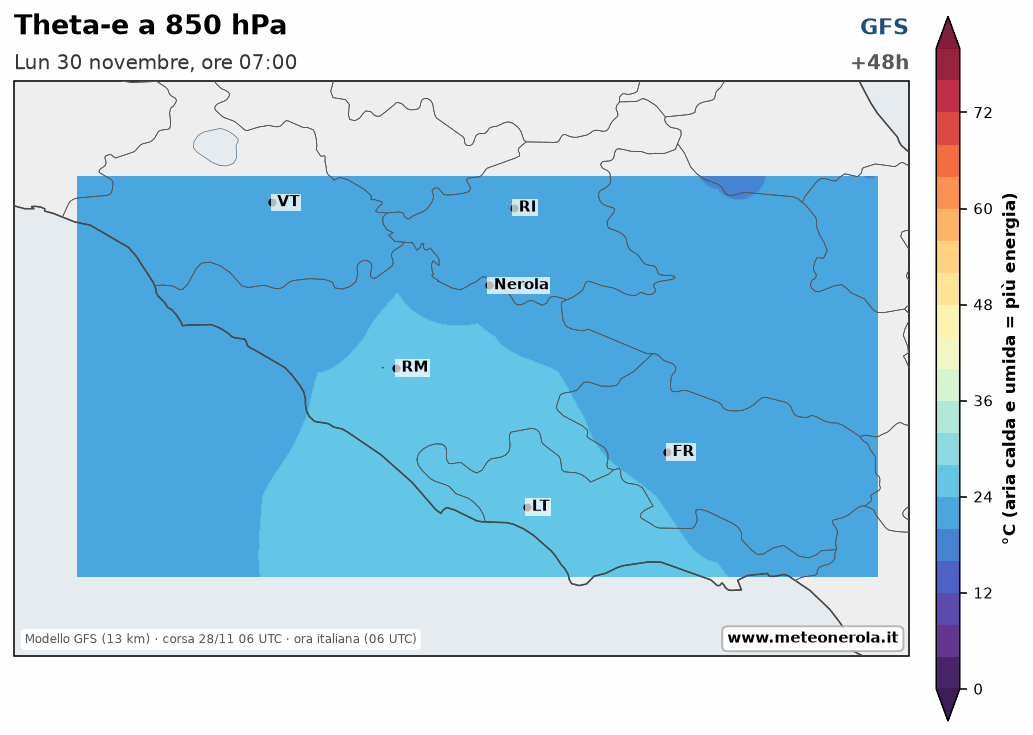 Theta-e a 850 hPa
GFS
Lun 30 novembre, ore 07:00
+48h
VT
RI
Nerola
RM
FR
LT
72
60
48
36
24
12
0
°C (aria calda e umida = più energia)
Modello GFS (13 km) · corsa 28/11 06 UTC · ora italiana (06 UTC)
www.meteonerola.it